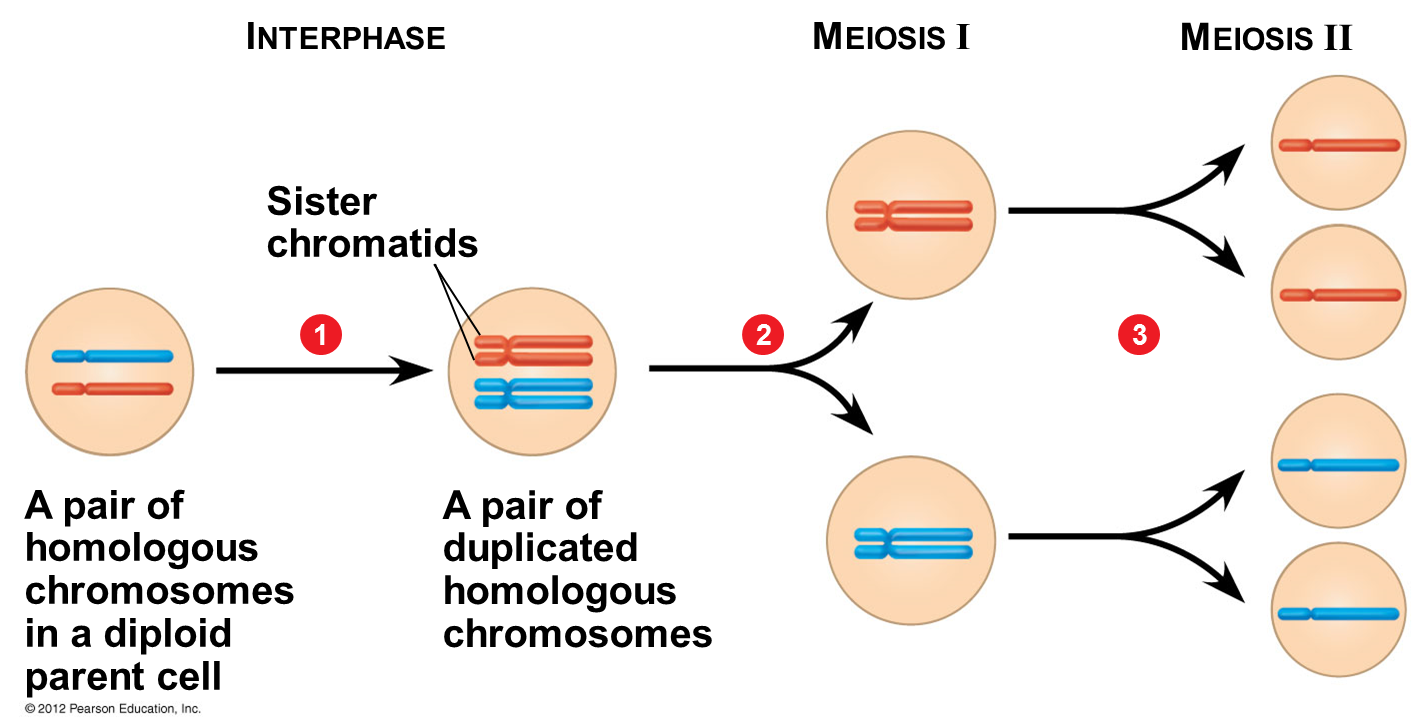 INTERPHASE
MEIOSIS I
MEIOSIS II
Sister
chromatids
1
2
3
A pair of
homologous
chromosomes
in a diploid
parent cell
A pair of
duplicated
homologous
chromosomes
© 2012 Pearson Education, Inc.